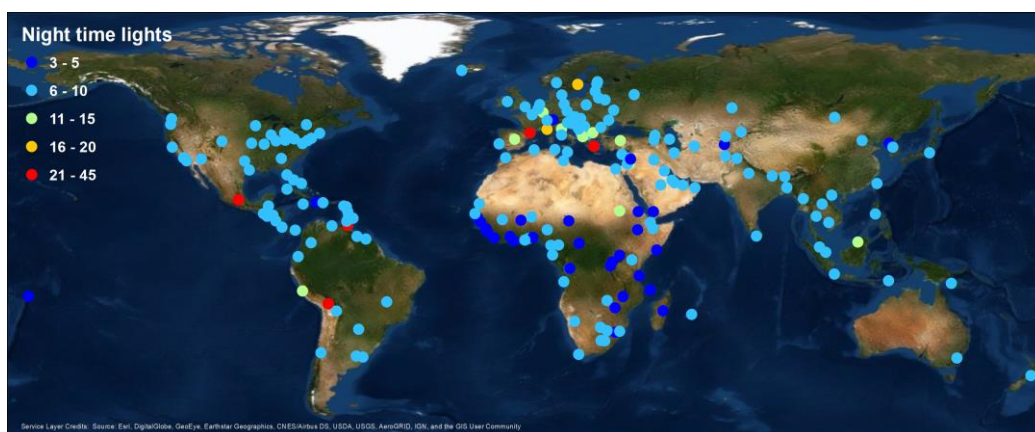 Night time lights
3 - 5
6 - 10
11 - 15
16 - 20
21 - 45
Service Layer Credits: Source: Esri, DigitalGlobe, GeoEye, Earthstar Geographics, CNES/Airbus DS, USDA, USGS, AeroGRID, IGN, and the GIS User Community